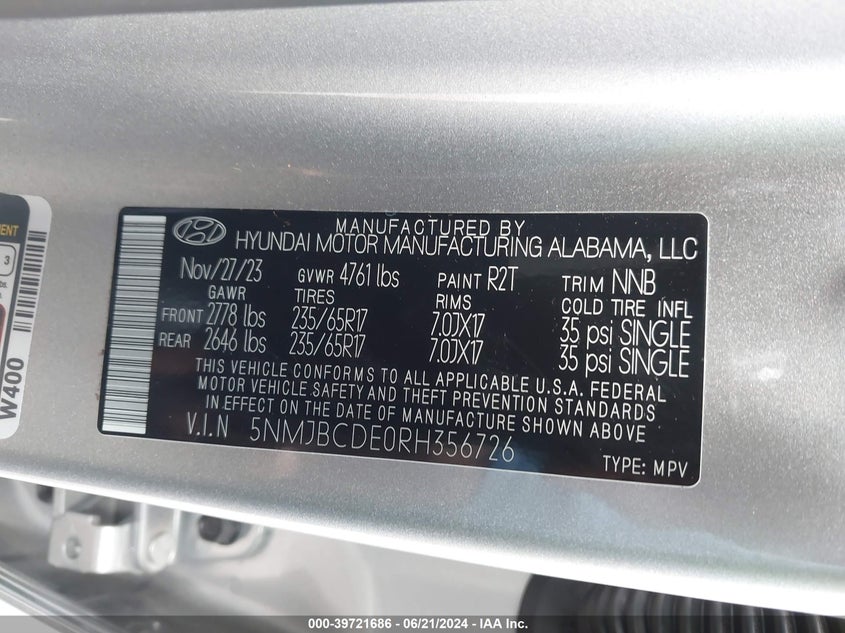 MANUFACTURED BY
HYUNDAI MOTOR MANUFACTURING ALABAMA, LLC
Nov/27/23 GVWR 4761 lbs PAINT R2T TRIM NNB
GAWR TIRES RIMS COLD TIRE INFL
FRONT 2778 lbs 235/65R17 7.0JX17 35 psi SINGLE
REAR 2646 lbs 235/65R17 7.0JX17 35 psi SINGLE
THIS VEHICLE CONFORMS TO ALL APPLICABLE U.S.A. FEDERAL
MOTOR VEHICLE SAFETY AND THEFT PREVENTION STANDARDS
IN EFFECT ON THE DATE OF MANUFACTURE SHOWN ABOVE
V.I.N 5NMJBCDE0RH356726
TYPE: MPV
MENT
3
W400
000-39721686 - 06/21/2024 - IAA Inc.